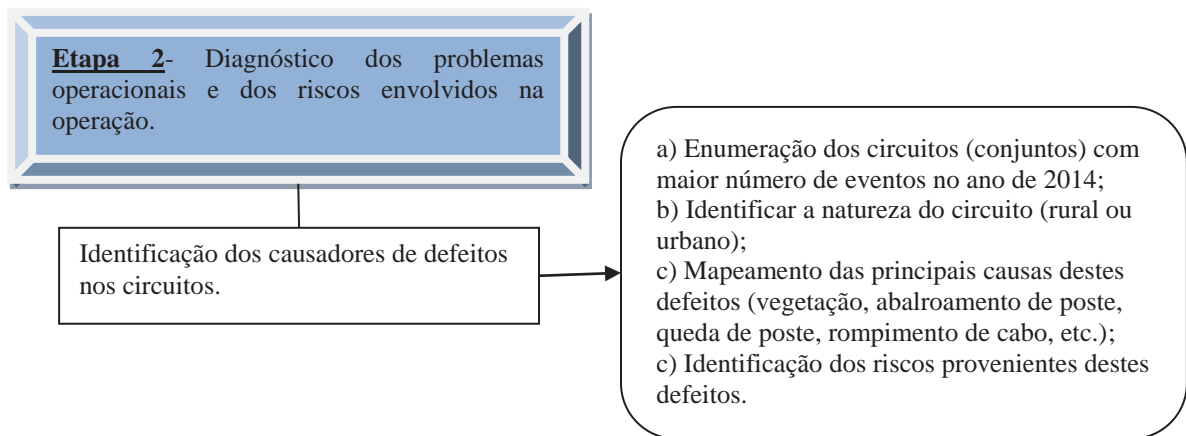 Etapa 2- Diagnóstico dos problemas
operacionais e dos riscos envolvidos na
operação.
Identificação dos causadores de defeitos
nos circuitos.
a) Enumeração dos circuitos (conjuntos) com
maior número de eventos no ano de 2014;
b) Identificar a natureza do circuito (rural ou
urbano);
c) Mapeamento das principais causas destes
defeitos (vegetação, abalroamento de poste,
queda de poste, rompimento de cabo, etc.);
c) Identificação dos riscos provenientes destes
defeitos.